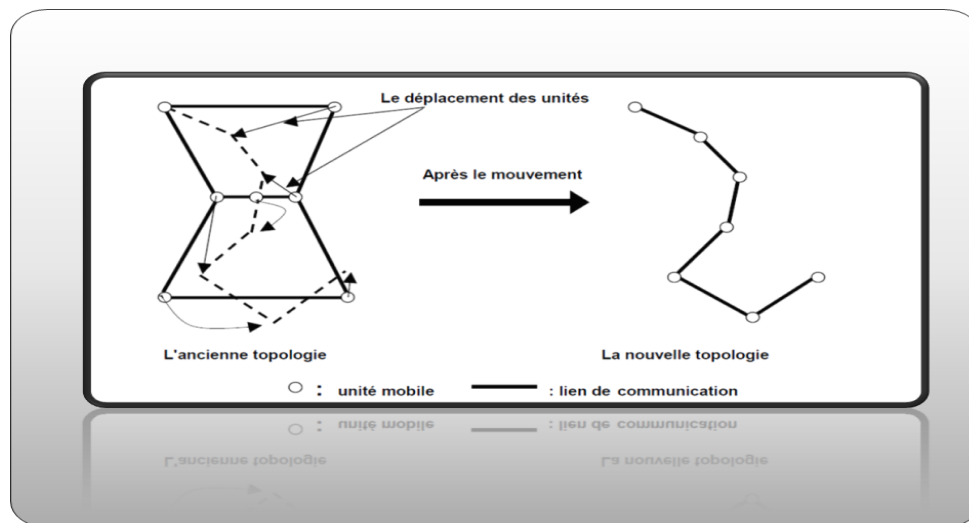 Le déplacement des unités
Après le mouvement
L'ancienne topologie
La nouvelle topologie
: unité mobile
: lien de communication